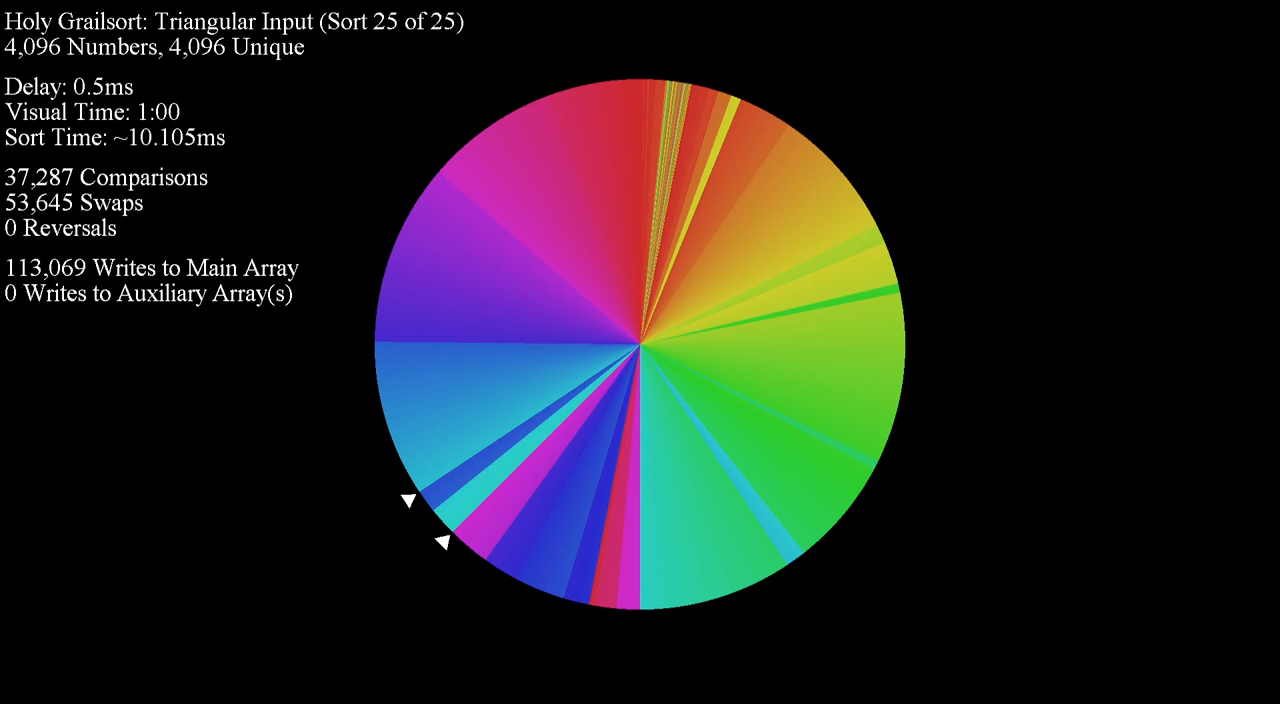 Holy Grailsort: Triangular Input (Sort 25 of 25)
4,096 Numbers, 4,096 Unique
Delay: 0.5ms
Visual Time: 1:00
Sort Time: ~10.105ms
37,287 Comparisons
53,645 Swaps
0 Reversals
113,069 Writes to Main Array
0 Writes to Auxiliary Array(s)